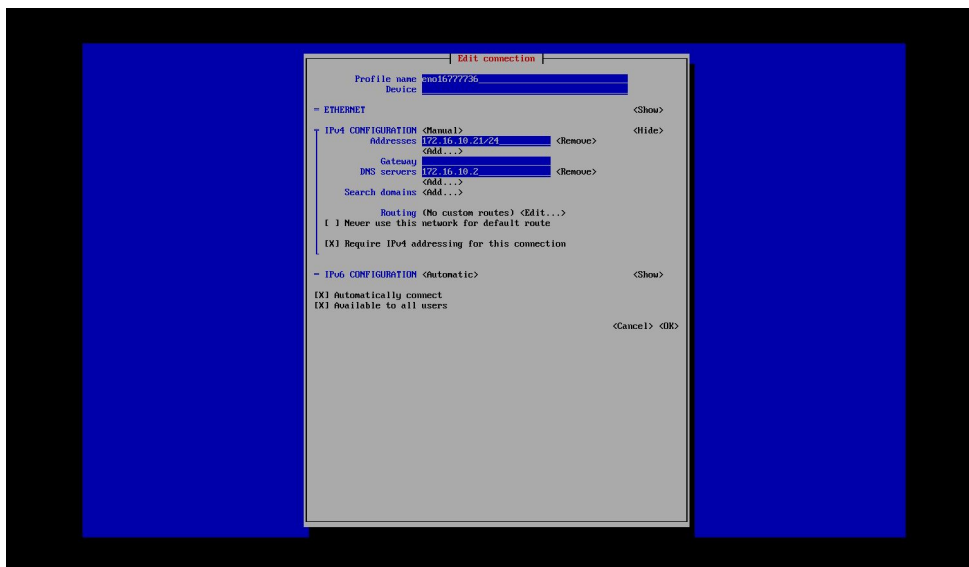 Edit connection
Profile name eno16777736
Device
= ETHERNET <Show>
IPv4 CONFIGURATION <Manual> <Hide>
Addresses 172.16.10.21/24 <Remove>
<Add...>
Gateway
DNS servers 172.16.10.2 <Remove>
<Add...>
Search domains <Add...>
Routing (No custom routes) <Edit...>
[ ] Never use this network for default route
[X] Require IPv4 addressing for this connection
= IPv6 CONFIGURATION <Automatic> <Show>
[X] Automatically connect
[X] Available to all users
<Cancel> <OK>